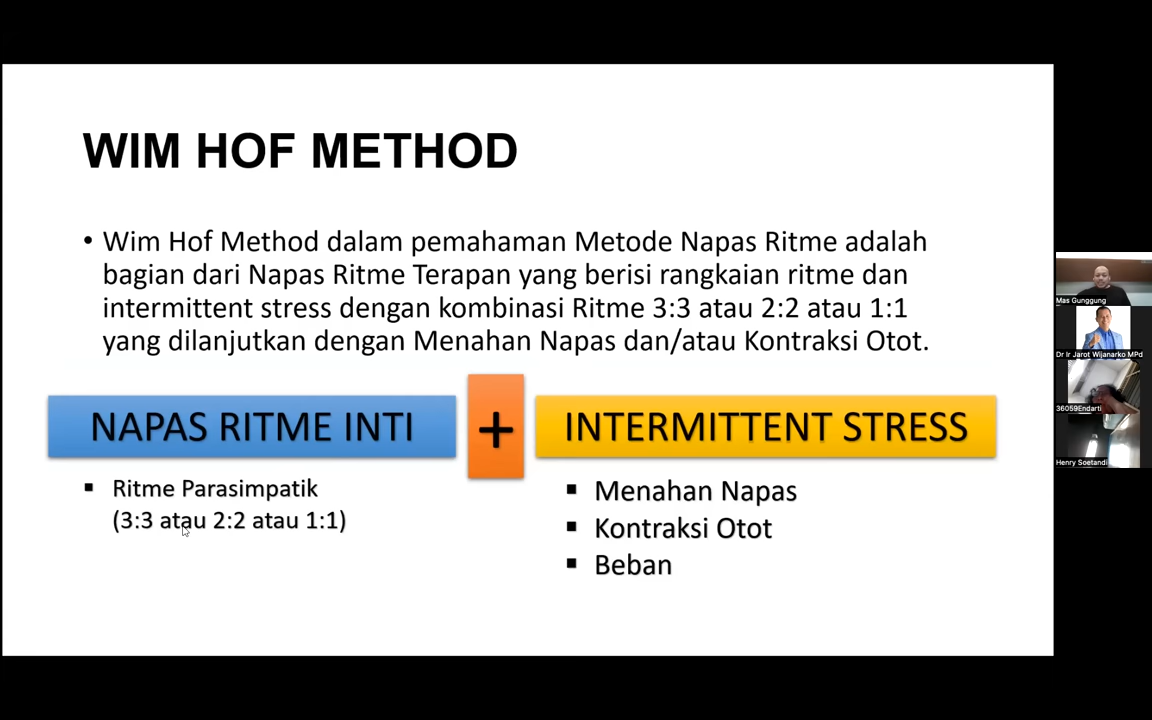 WIM HOF METHOD
• Wim Hof Method dalam pemahaman Metode Napas Ritme adalah
bagian dari Napas Ritme Terapan yang berisi rangkaian ritme dan
intermittent stress dengan kombinasi Ritme 3:3 atau 2:2 atau 1:1
yang dilanjutkan dengan Menahan Napas dan/atau Kontraksi Otot.
NAPAS RITME INTI
+
INTERMITTENT STRESS
▪ Ritme Parasimpatik
(3:3 atau 2:2 atau 1:1)
▪ Menahan Napas
▪ Kontraksi Otot
▪ Beban
Mas Gunggung
Dr Ir Jarot Wijanarko MPd
36059Endarti
Henry Soetandi